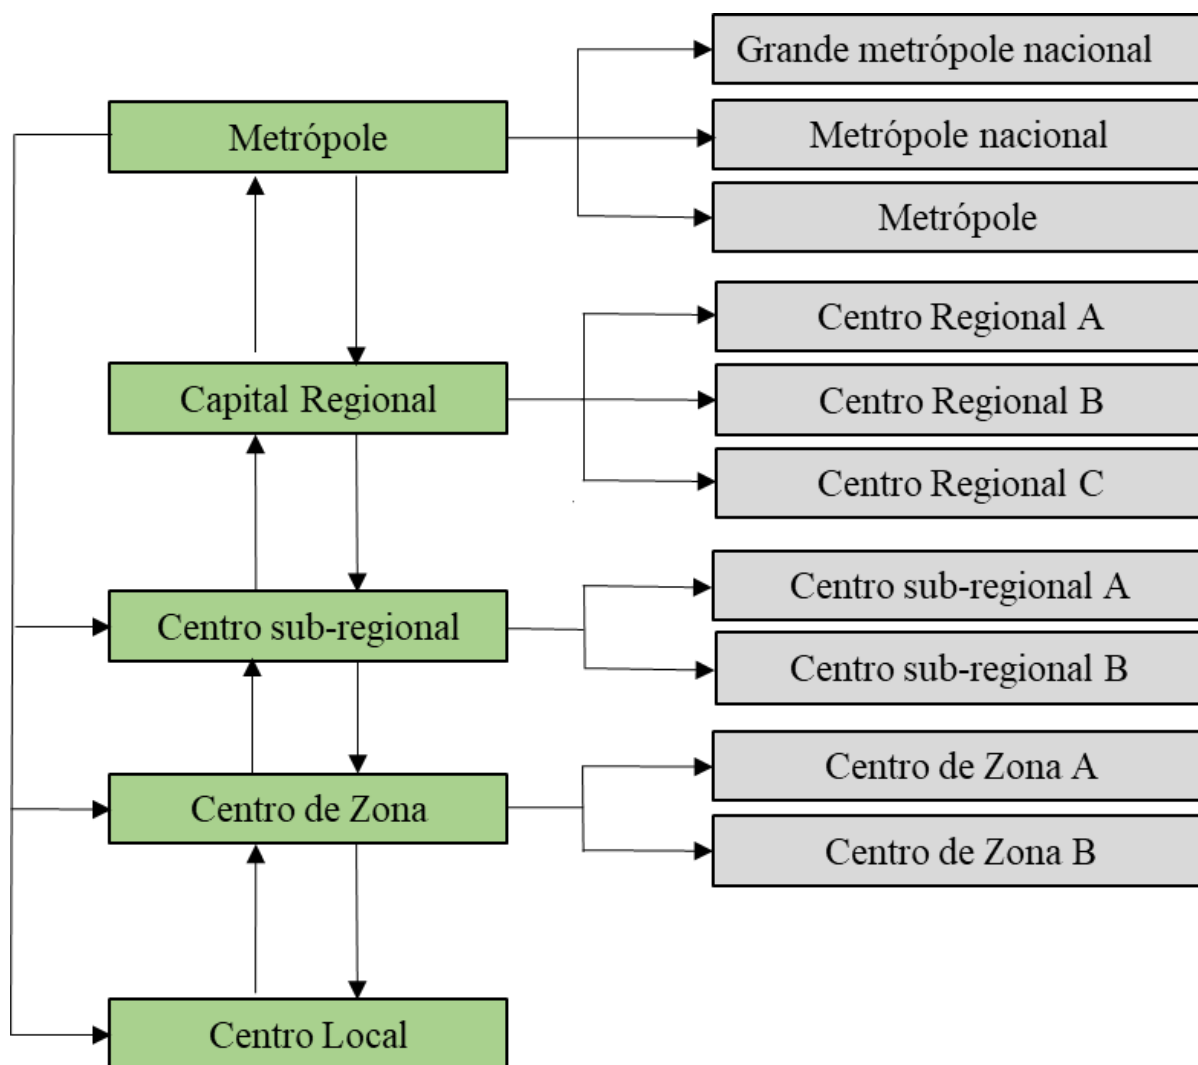 Grande metrópole nacional
Metrópole
Metrópole nacional
Metrópole
Centro Regional A
Capital Regional
Centro Regional B
Centro Regional C
Centro sub-regional A
Centro sub-regional
Centro sub-regional B
Centro de Zona A
Centro de Zona
Centro de Zona B
Centro Local